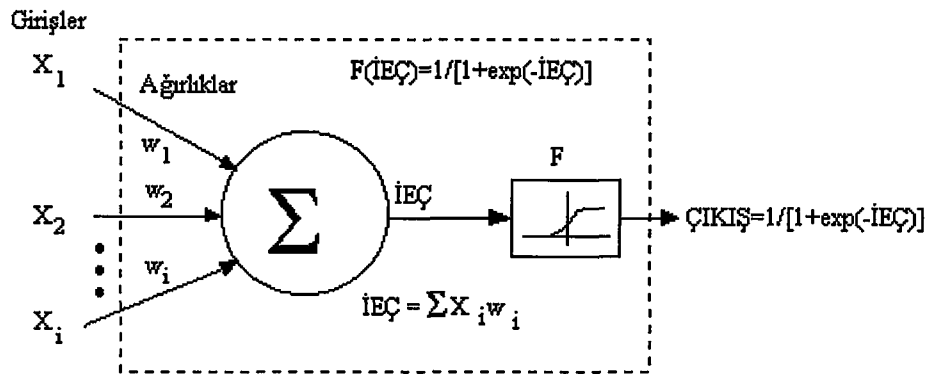 Girişler
X1
Ağırlıklar
F(İEÇ)=1/[1+exp(-İEÇ)]
w1
F
w2
İEÇ
X2
Σ
ÇIKIŞ=1/[1+exp(-İEÇ)]
wi
İEÇ = ΣX i w i
Xi